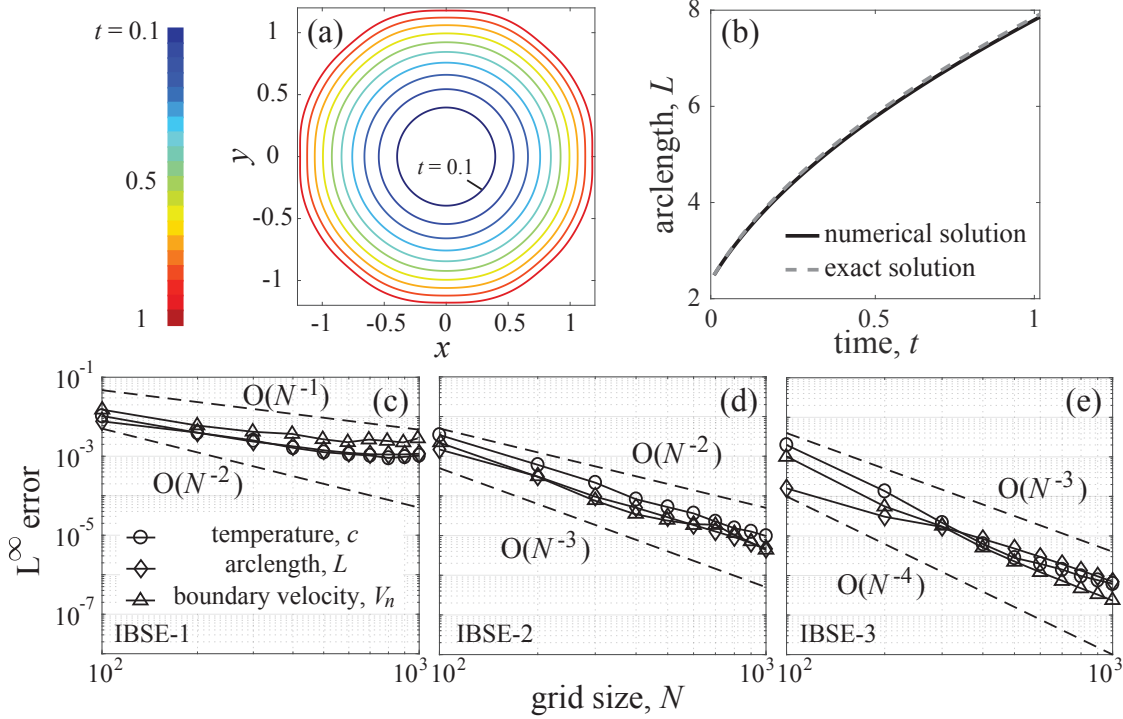 t = 0.1
0.5
1
(a)
1
0.5
0
-0.5
-1
y
t = 0.1
-1
-0.5
0
0.5
1
x
(b)
8
6
4
2
arclength, L
numerical solution
exact solution
0
0.5
1
time, t
10^-1
10^-3
10^-5
10^-7
L^∞ error
O(N^-1)
(c)
O(N^-2)
temperature, c
arclength, L
boundary velocity, V_n
IBSE-1
10^2
10^3
(d)
O(N^-2)
O(N^-3)
IBSE-2
10^2
10^3
(e)
O(N^-3)
O(N^-4)
IBSE-3
10^2
10^3
grid size, N